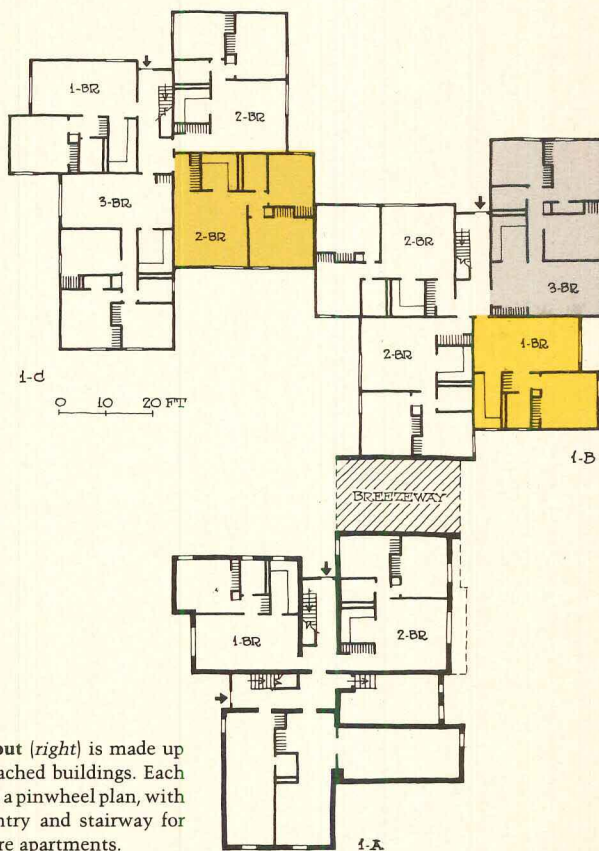 1-BR
2-BR
3-BR
2-BR
2-BR
3-BR
1-C
0 10 20 FT
2-BR
1-BR
1-B
BREEZEWAY
1-BR
2-BR
out (right) is made up
ached buildings. Each
a pinwheel plan, with
ntry and stairway for
re apartments.
1-A